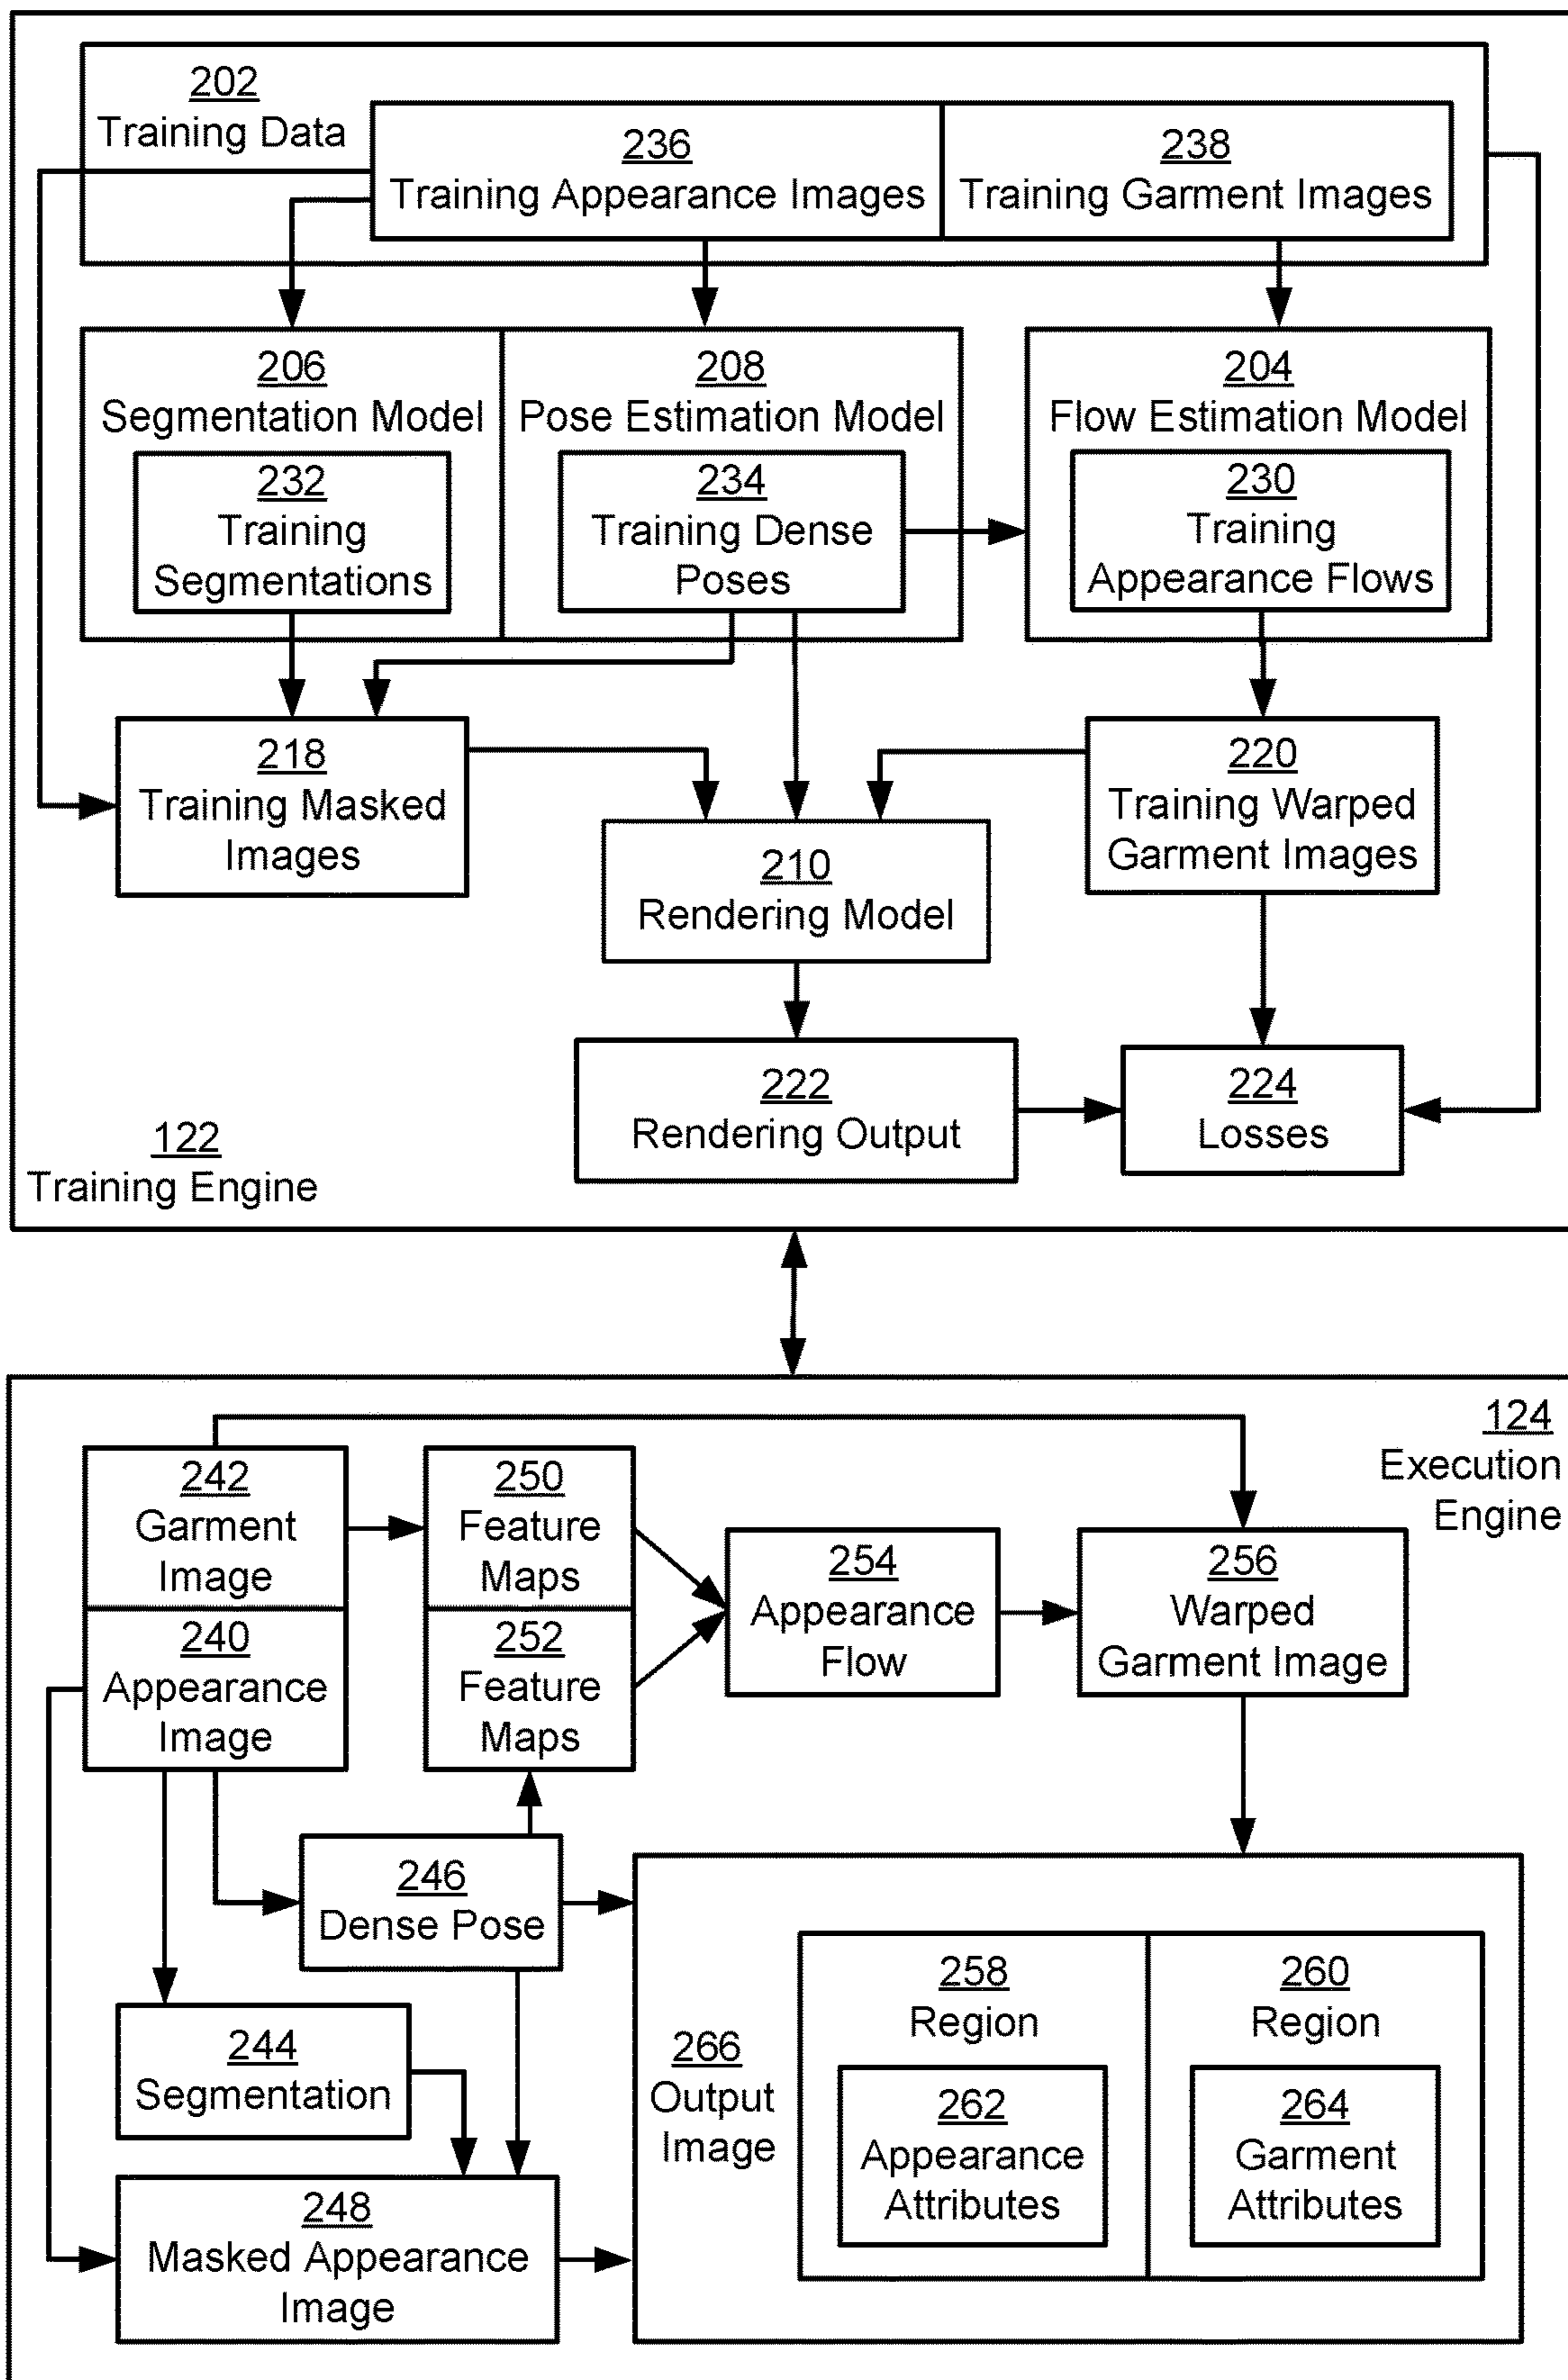 202
Training Data
236
Training Appearance Images
238
Training Garment Images
206
Segmentation Model
232
Training
Segmentations
208
Pose Estimation Model
234
Training Dense
Poses
204
Flow Estimation Model
230
Training
Appearance Flows
218
Training Masked
Images
220
Training Warped
Garment Images
210
Rendering Model
222
Rendering Output
224
Losses
122
Training Engine
124
Execution
Engine
242
Garment
Image
250
Feature
Maps
254
Appearance
Flow
256
Warped
Garment Image
240
Appearance
Image
252
Feature
Maps
246
Dense Pose
244
Segmentation
248
Masked Appearance
Image
266
Output
Image
258
Region
262
Appearance
Attributes
260
Region
264
Garment
Attributes